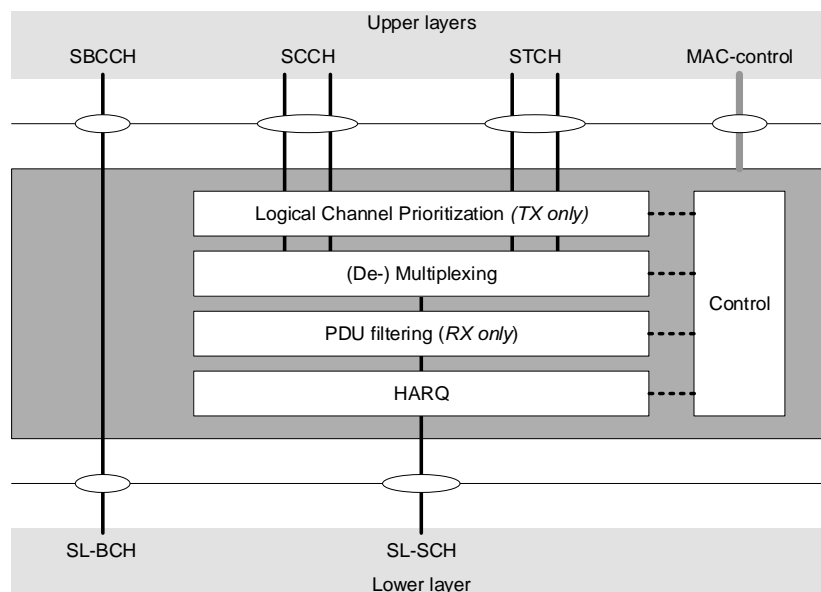 Upper layers
SBCCH
SCCH
STCH
MAC-control
Logical Channel Prioritization (TX only)
(De-) Multiplexing
PDU filtering (RX only)
HARQ
Control
SL-BCH
SL-SCH
Lower layer